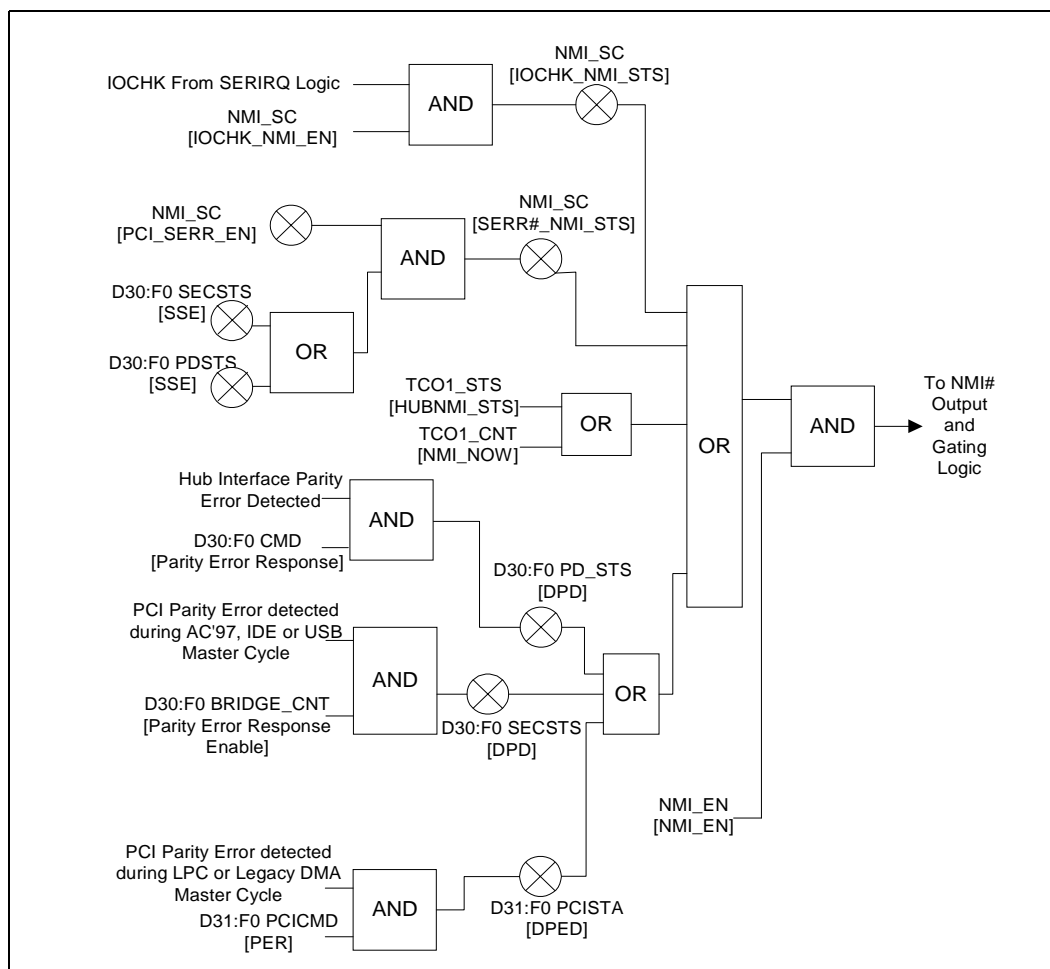 NMI_SC
[IOCHK_NMI_STS]
IOCHK From SERIRQ Logic
AND
NMI_SC
[IOCHK_NMI_EN]
NMI_SC
[PCI_SERR_EN]
NMI_SC
[SERR#_NMI_STS]
AND
D30:F0 SECSTS
[SSE]
OR
D30:F0 PDSTS
[SSE]
TCO1_STS
[HUBNMI_STS]
OR
TCO1_CNT
[NMI_NOW]
OR
AND
To NMI#
Output
and
Gating
Logic
Hub Interface Parity
Error Detected
AND
D30:F0 CMD
[Parity Error Response]
D30:F0 PD_STS
[DPD]
PCI Parity Error detected
during AC'97, IDE or USB
Master Cycle
AND
OR
D30:F0 BRIDGE_CNT
[Parity Error Response
Enable]
D30:F0 SECSTS
[DPD]
NMI_EN
[NMI_EN]
PCI Parity Error detected
during LPC or Legacy DMA
Master Cycle
AND
D31:F0 PCICMD
[PER]
D31:F0 PCISTA
[DPED]